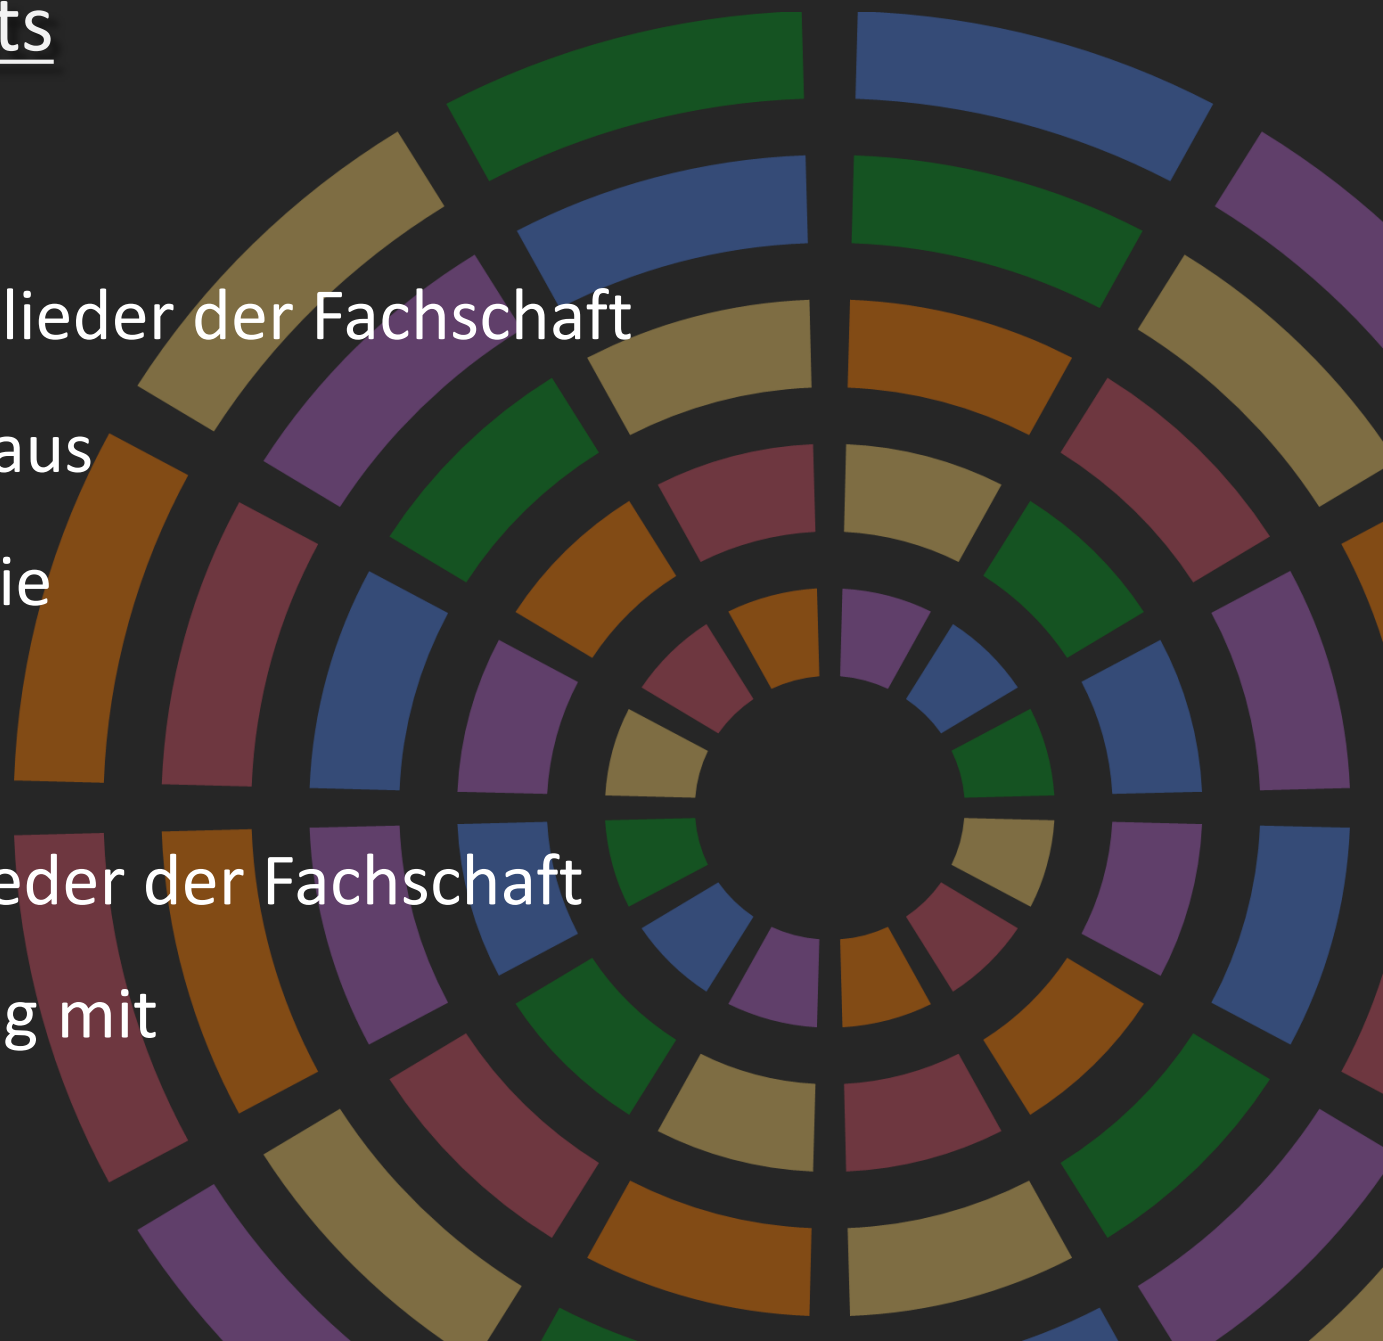 ts
lieder der Fachschaft
aus
ie
eder der Fachschaft
g mit